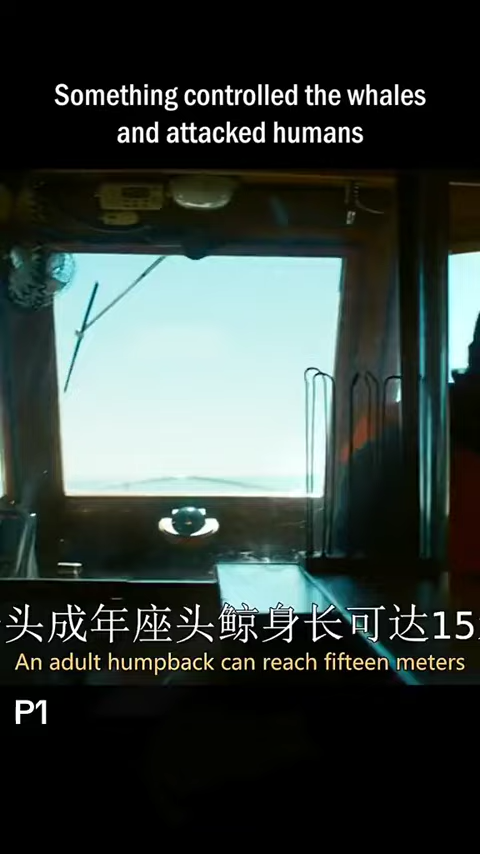 Something controlled the whales
and attacked humans
头成年座头鲸身长可达15
An adult humpback can reach fifteen meters
P1